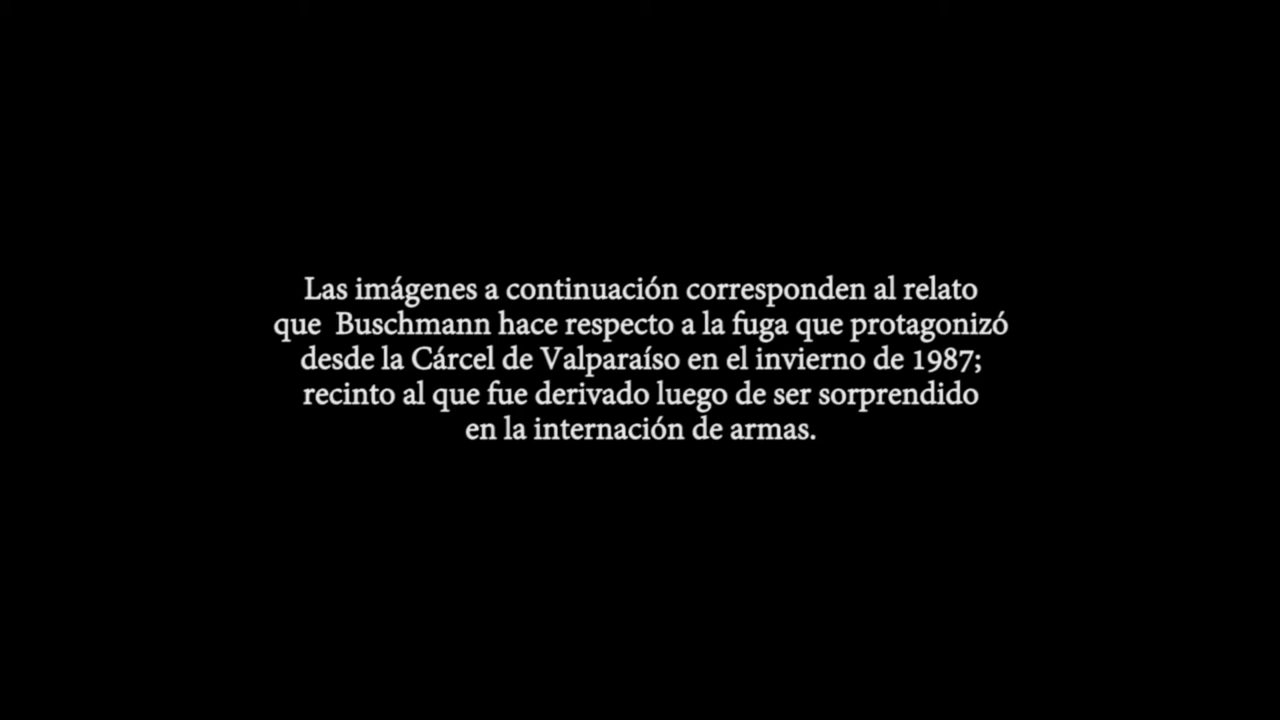 Las imágenes a continuación corresponden al relato
que  Buschmann hace respecto a la fuga que protagonizó
desde la Cárcel de Valparaíso en el invierno de 1987;
recinto al que fue derivado luego de ser sorprendido
en la internación de armas.